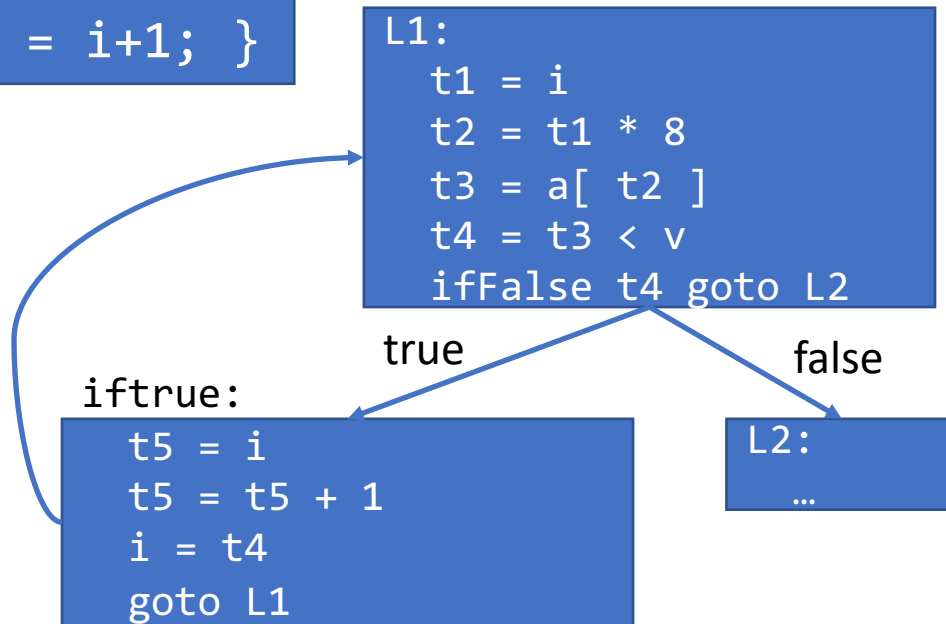 = i+1; }
L1:
t1 = i
t2 = t1 * 8
t3 = a[ t2 ]
t4 = t3 < v
ifFalse t4 goto L2
true
false
iftrue:
t5 = i
t5 = t5 + 1
i = t4
goto L1
L2:
…